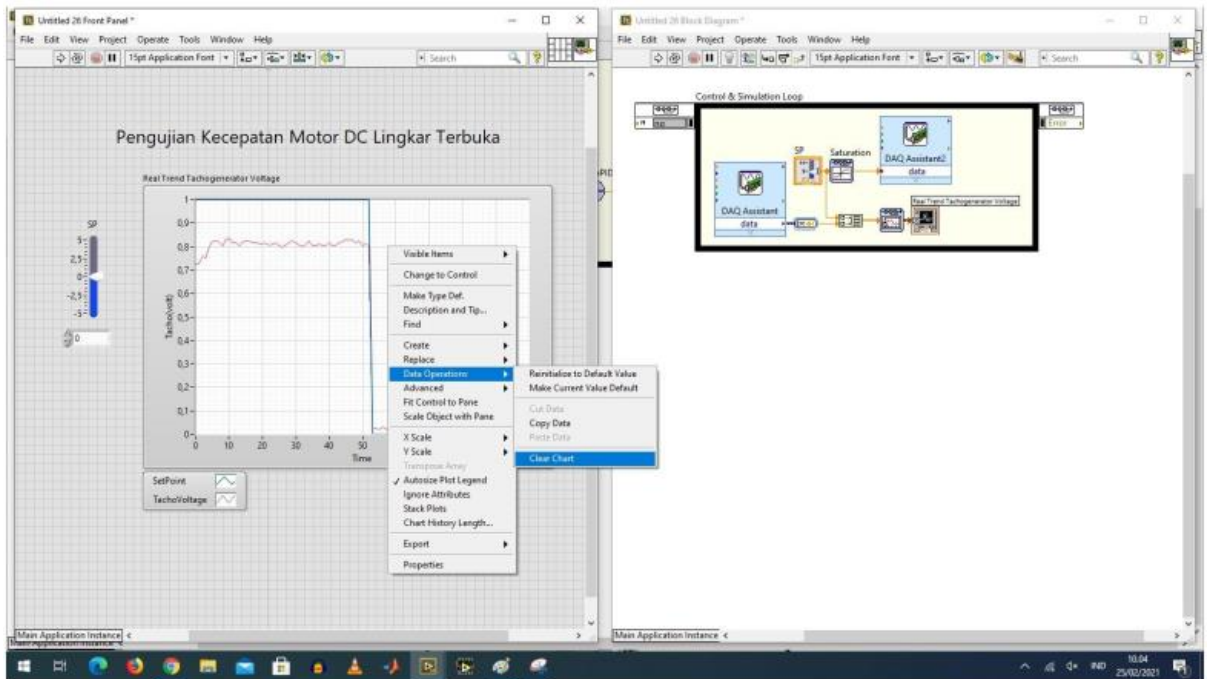 Untitled 26 Front Panel *
File Edit View Project Operate Tools Window Help
15pt Application Font
Search
Pengujian Kecepatan Motor DC Lingkar Terbuka
Real Trend Tachogenerator Voltage
SP
5
2,5
0
-2,5
-5
0
Tacho(volt)
1
0,9
0,8
0,7
0,6
0,5
0,4
0,3
0,2
0,1
0
0 10 20 30 40 50
Time
SetPoint
TachoVoltage
Visible Items
Change to Control
Make Type Def.
Description and Tip...
Find
Create
Replace
Data Operations
Advanced
Fit Control to Pane
Scale Object with Pane
X Scale
Y Scale
Transpose Array
Autosize Plot Legend
Ignore Attributes
Stack Plots
Chart History Length...
Export
Properties
Reinitialize to Default Value
Make Current Value Default
Cut Data
Copy Data
Paste Data
Clear Chart
Main Application Instance
Untitled 26 Block Diagram *
File Edit View Project Operate Tools Window Help
15pt Application Font
Search
Control & Simulation Loop
Error
SP
Saturation
DAQ Assistant2
data
DAQ Assistant
data
Real Trend Tachogenerator Voltage
PID
Main Application Instance
IND
10.04
25/02/2021